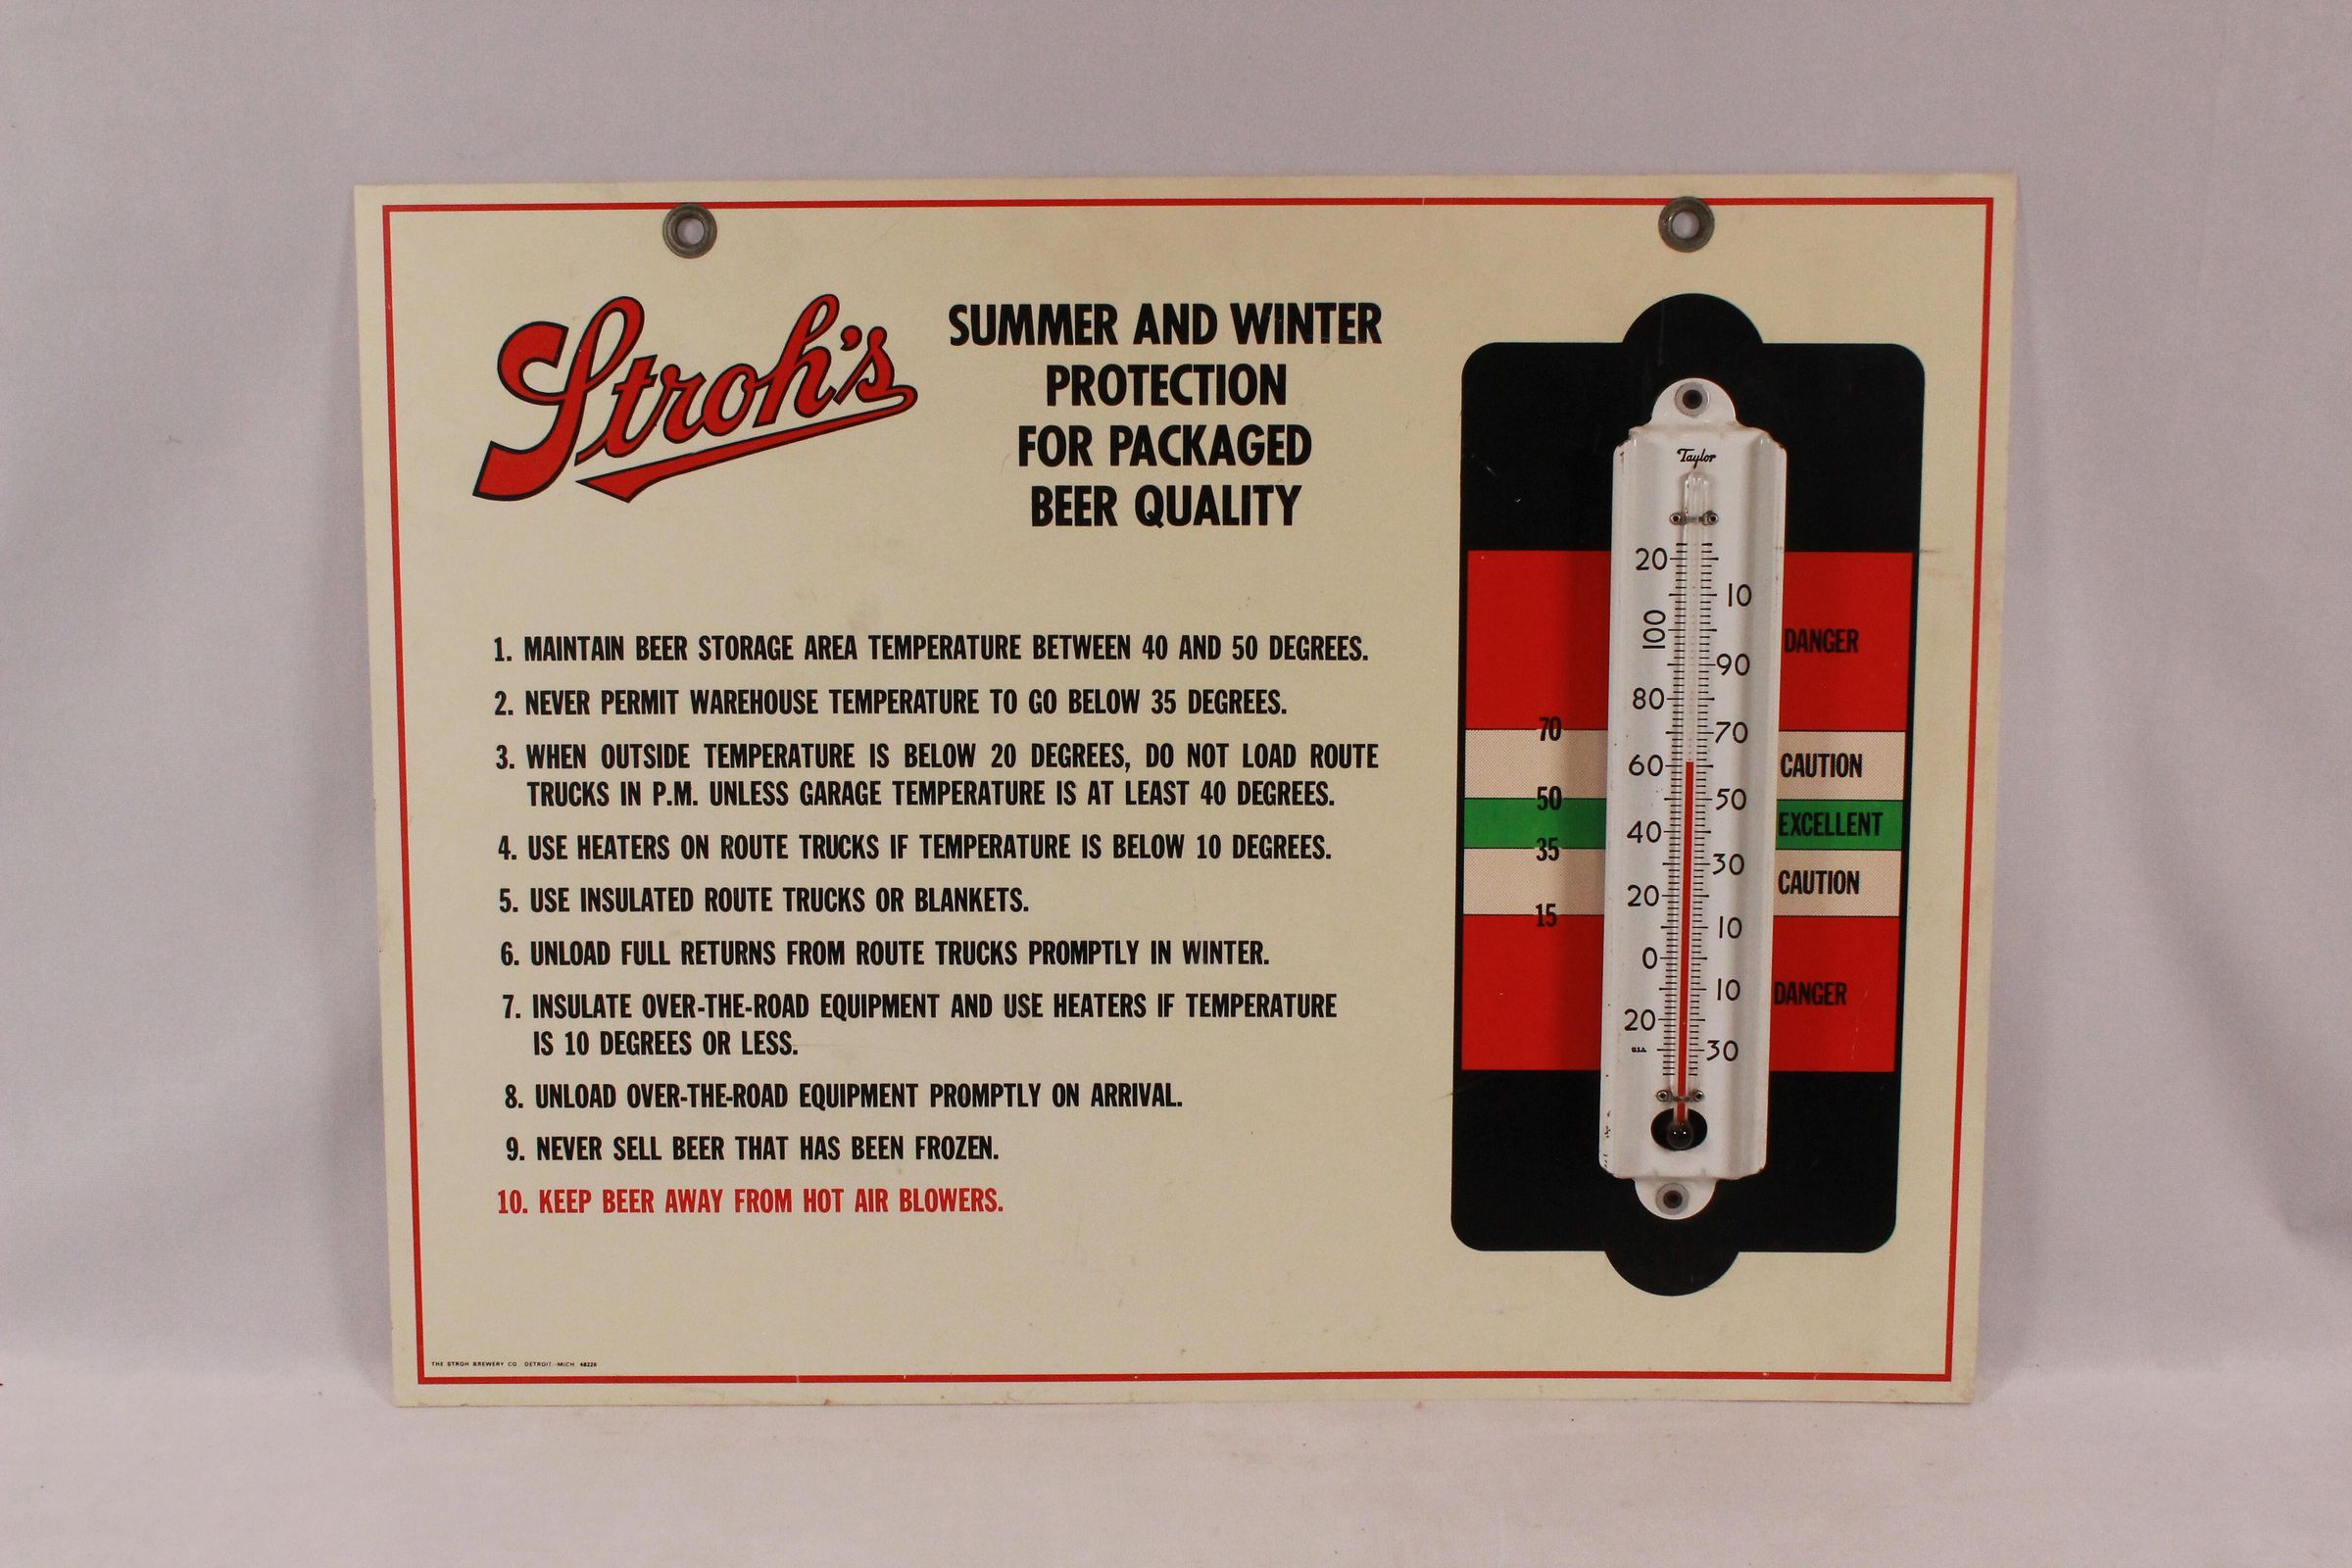 Stroh's
SUMMER AND WINTER
PROTECTION
FOR PACKAGED
BEER QUALITY
1. MAINTAIN BEER STORAGE AREA TEMPERATURE BETWEEN 40 AND 50 DEGREES.
2. NEVER PERMIT WAREHOUSE TEMPERATURE TO GO BELOW 35 DEGREES.
3. WHEN OUTSIDE TEMPERATURE IS BELOW 20 DEGREES, DO NOT LOAD ROUTE
TRUCKS IN P.M. UNLESS GARAGE TEMPERATURE IS AT LEAST 40 DEGREES.
4. USE HEATERS ON ROUTE TRUCKS IF TEMPERATURE IS BELOW 10 DEGREES.
5. USE INSULATED ROUTE TRUCKS OR BLANKETS.
6. UNLOAD FULL RETURNS FROM ROUTE TRUCKS PROMPTLY IN WINTER.
7. INSULATE OVER-THE-ROAD EQUIPMENT AND USE HEATERS IF TEMPERATURE
IS 10 DEGREES OR LESS.
8. UNLOAD OVER-THE-ROAD EQUIPMENT PROMPTLY ON ARRIVAL.
9. NEVER SELL BEER THAT HAS BEEN FROZEN.
10. KEEP BEER AWAY FROM HOT AIR BLOWERS.
THE STROH BREWERY CO. DETROIT, MICH. 48226
Taylor
20
10
100
DANGER
90
80
70 70
60 CAUTION
50 50
40 EXCELLENT
35
30
CAUTION
20
15
10
0
10 DANGER
20
U.S.A. 30